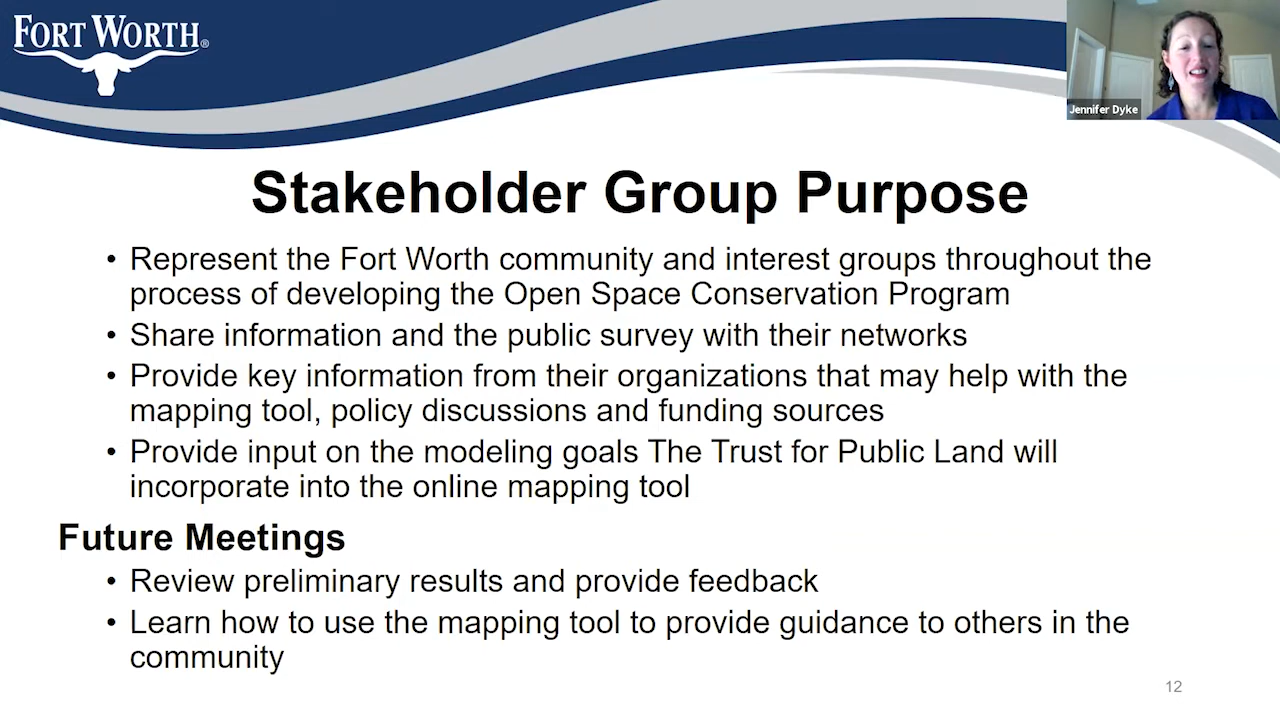 FORT WORTH®
Jennifer Dyke
Stakeholder Group Purpose
• Represent the Fort Worth community and interest groups throughout the
process of developing the Open Space Conservation Program
• Share information and the public survey with their networks
• Provide key information from their organizations that may help with the
mapping tool, policy discussions and funding sources
• Provide input on the modeling goals The Trust for Public Land will
incorporate into the online mapping tool
Future Meetings
• Review preliminary results and provide feedback
• Learn how to use the mapping tool to provide guidance to others in the
community
12